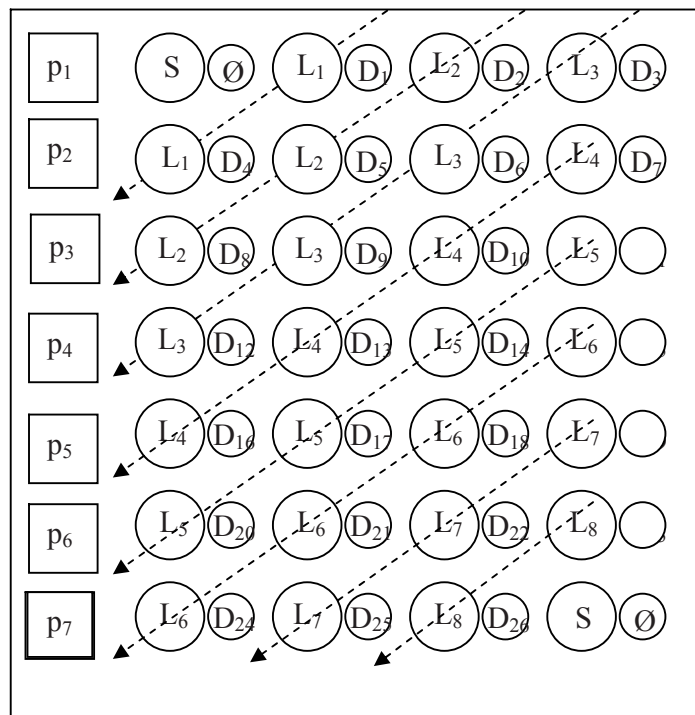 p₁ S Ø L₁ D₁ L₂ D₂ L₃ D₃
p₂ L₁ D₄ L₂ D₅ L₃ D₆ L₄ D₇
p₃ L₂ D₈ L₃ D₉ L₄ D₁₀ L₅
p₄ L₃ D₁₂ L₄ D₁₃ L₅ D₁₄ L₆
p₅ L₄ D₁₆ L₅ D₁₇ L₆ D₁₈ L₇
p₆ L₅ D₂₀ L₆ D₂₁ L₇ D₂₂ L₈
p₇ L₆ D₂₄ L₇ D₂₅ L₈ D₂₆ S Ø